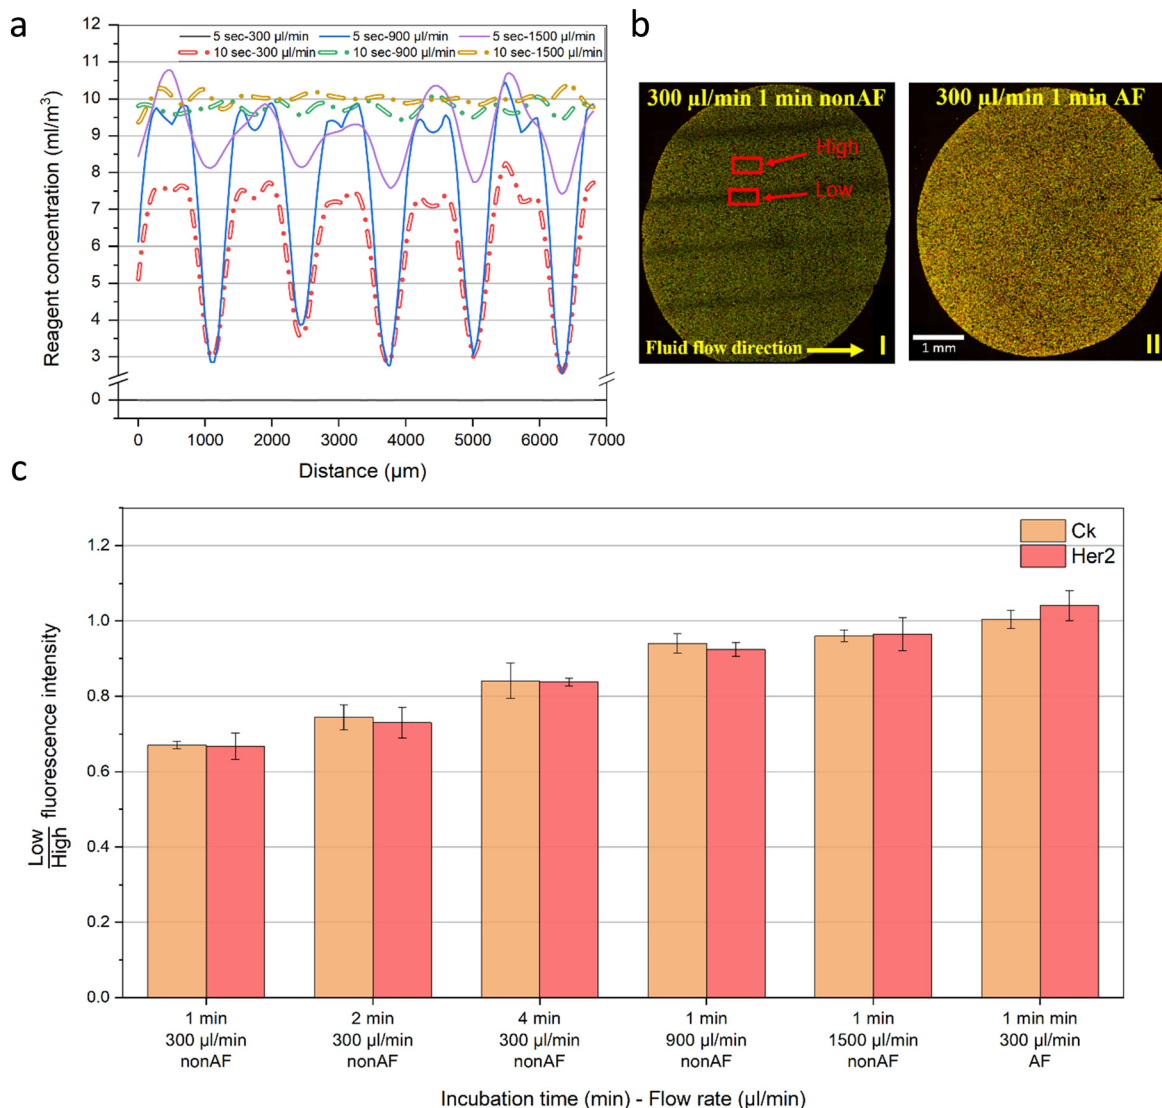 a
5 sec-300 µl/min 5 sec-900 µl/min 5 sec-1500 µl/min
10 sec-300 µl/min 10 sec-900 µl/min 10 sec-1500 µl/min
Reagent concentration (ml/m³)
12
11
10
9
8
7
6
5
4
3
0
0 1000 2000 3000 4000 5000 6000 7000
Distance (µm)
b
300 µl/min 1 min nonAF
High
Low
Fluid flow direction
I
300 µl/min 1 min AF
1 mm
II
c
Ck
Her2
Low
High fluorescence intensity
1.2
1.0
0.8
0.6
0.4
0.2
0.0
1 min 2 min 4 min 1 min 1 min 1 min min
300 µl/min 300 µl/min 300 µl/min 900 µl/min 1500 µl/min 300 µl/min
nonAF nonAF nonAF nonAF nonAF AF
Incubation time (min) - Flow rate (µl/min)